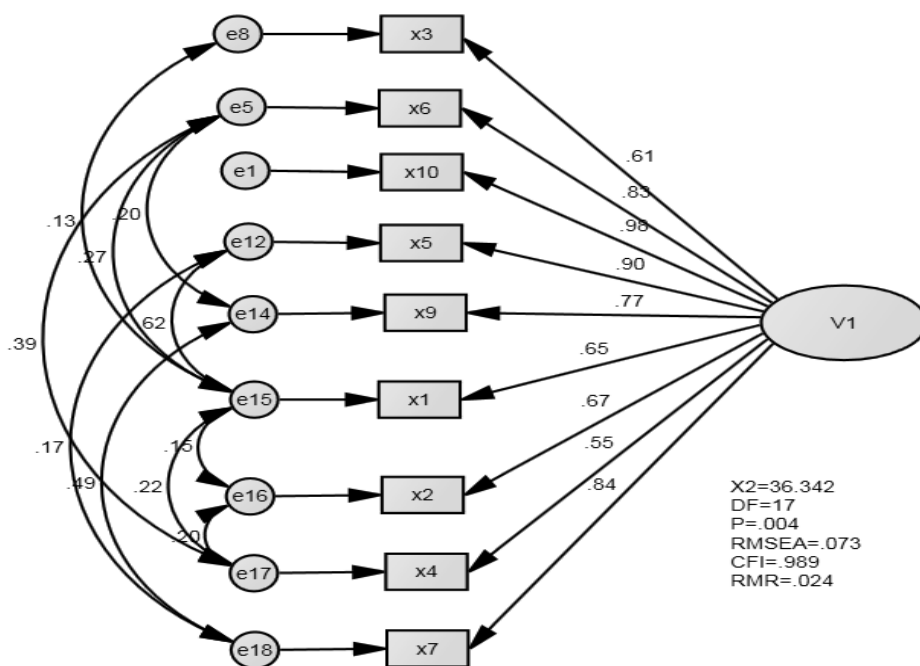 e8
x3
e5
x6
.61
e1
x10
.83
.98
.13
.20
e12
x5
.27
.90
e14
x9
.77
V1
.62
.39
.65
e15
x1
.67
.17
.15
.55
.49
.22
e16
x2
.84
.20
e17
x4
e18
x7
X2=36.342
DF=17
P=.004
RMSEA=.073
CFI=.989
RMR=.024